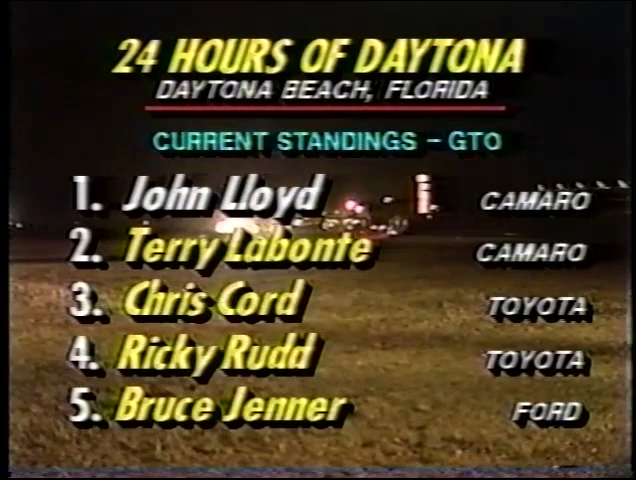 24 HOURS OF DAYTONA
DAYTONA BEACH, FLORIDA
CURRENT STANDINGS - GTO
1. John Lloyd CAMARO
2. Terry Labonte CAMARO
3. Chris Cord TOYOTA
4. Ricky Rudd TOYOTA
5. Bruce Jenner FORD